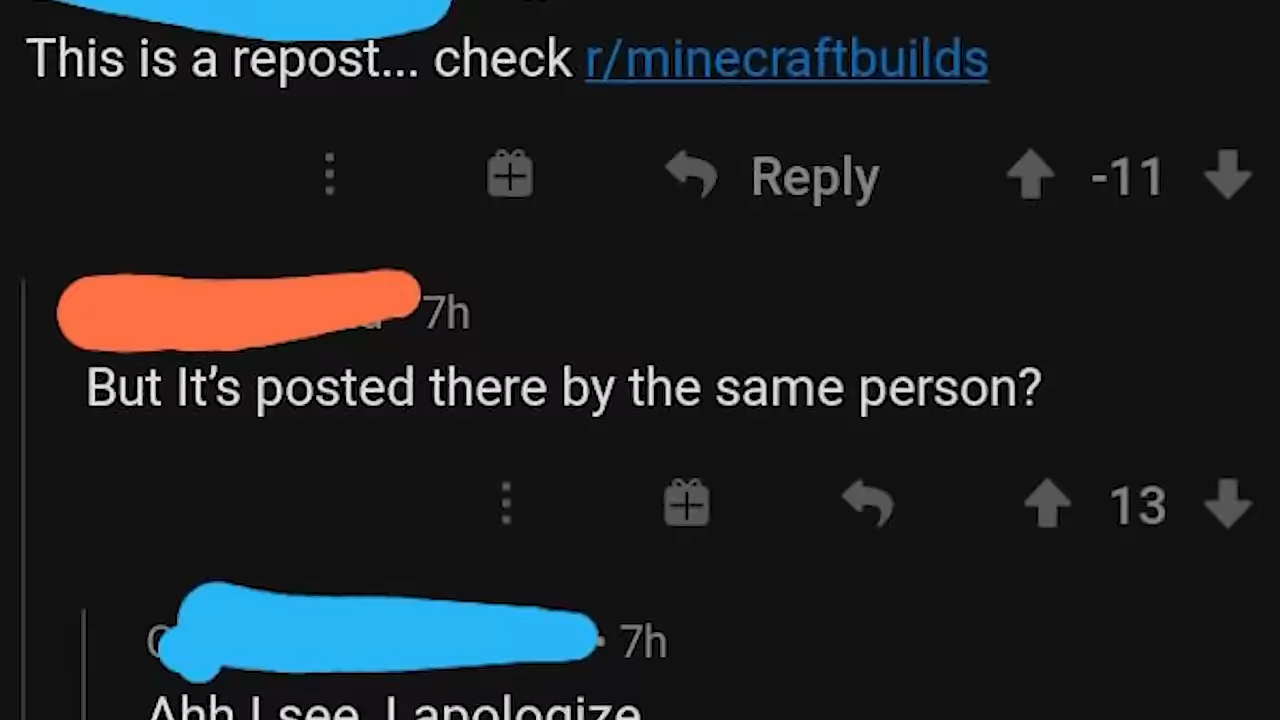 This is a repost... check r/minecraftbuilds
Reply -11
7h
But It's posted there by the same person?
13
7h
Ahh I see, I apologize